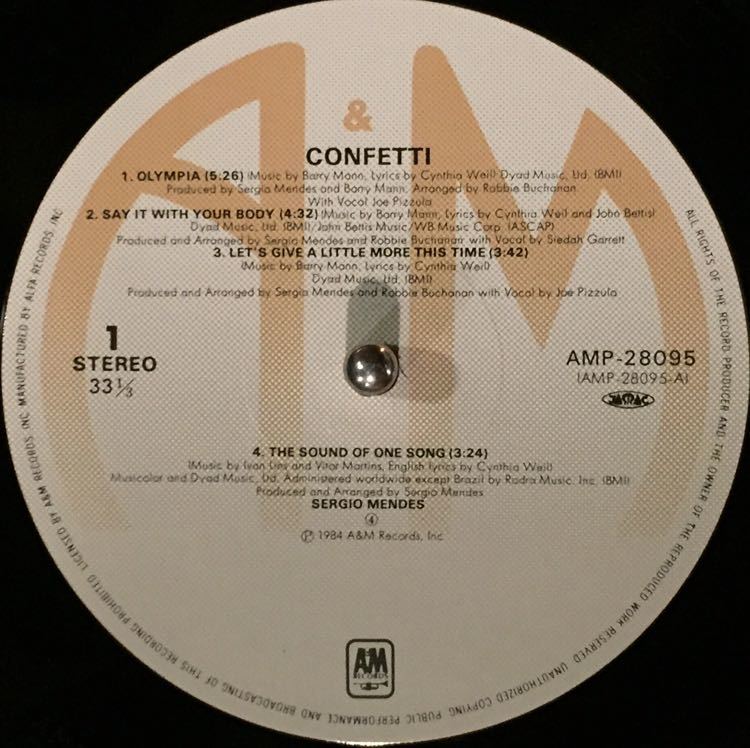 A & M
CONFETTI
1. OLYMPIA (5:26) (Music by Barry Mann, Lyrics by Cynthia Weil) Dyad Music, Ltd. (BMI)
Produced by Sergio Mendes and Barry Mann, Arranged by Robbie Buchanan
With Vocal Joe Pizzulo
2. SAY IT WITH YOUR BODY (4:32) (Music by Barry Mann, Lyrics by Cynthia Weil and John Bettis)
Dyad Music, Ltd. (BMI)/John Bettis Music/WB Music Corp. (ASCAP)
Produced and Arranged by Sergio Mendes and Robbie Buchanan with Vocal by Siedah Garrett
3. LET'S GIVE A LITTLE MORE THIS TIME (3:42)
(Music by Barry Mann, Lyrics by Cynthia Weil)
Dyad Music, Ltd. (BMI)
Produced and Arranged by Sergio Mendes and Robbie Buchanan with Vocal by Joe Pizzulo
1
STEREO
33⅓
AMP-28095
(AMP-28095-A)
JASRAC
4. THE SOUND OF ONE SONG (3:24)
(Music by Ivan Lins and Vitor Martins, English lyrics by Cynthia Weil)
Musicolor and Dyad Music, Ltd. Administered worldwide except Brazil by Rodra Music, Inc. (BMI)
Produced and Arranged by Sergio Mendes
SERGIO MENDES
④
℗ 1984 A&M Records, Inc
A&M
RECORDS
ALL RIGHTS OF THE RECORD PRODUCER AND THE OWNER OF THE REPRODUCED WORK RESERVED UNAUTHORIZED COPYING PUBLIC PERFORMANCE AND BROADCASTING OF THIS RECORDING PROHIBITED LICENSED BY A&M RECORDS INC MANUFACTURED BY ALFA RECORDS, INC